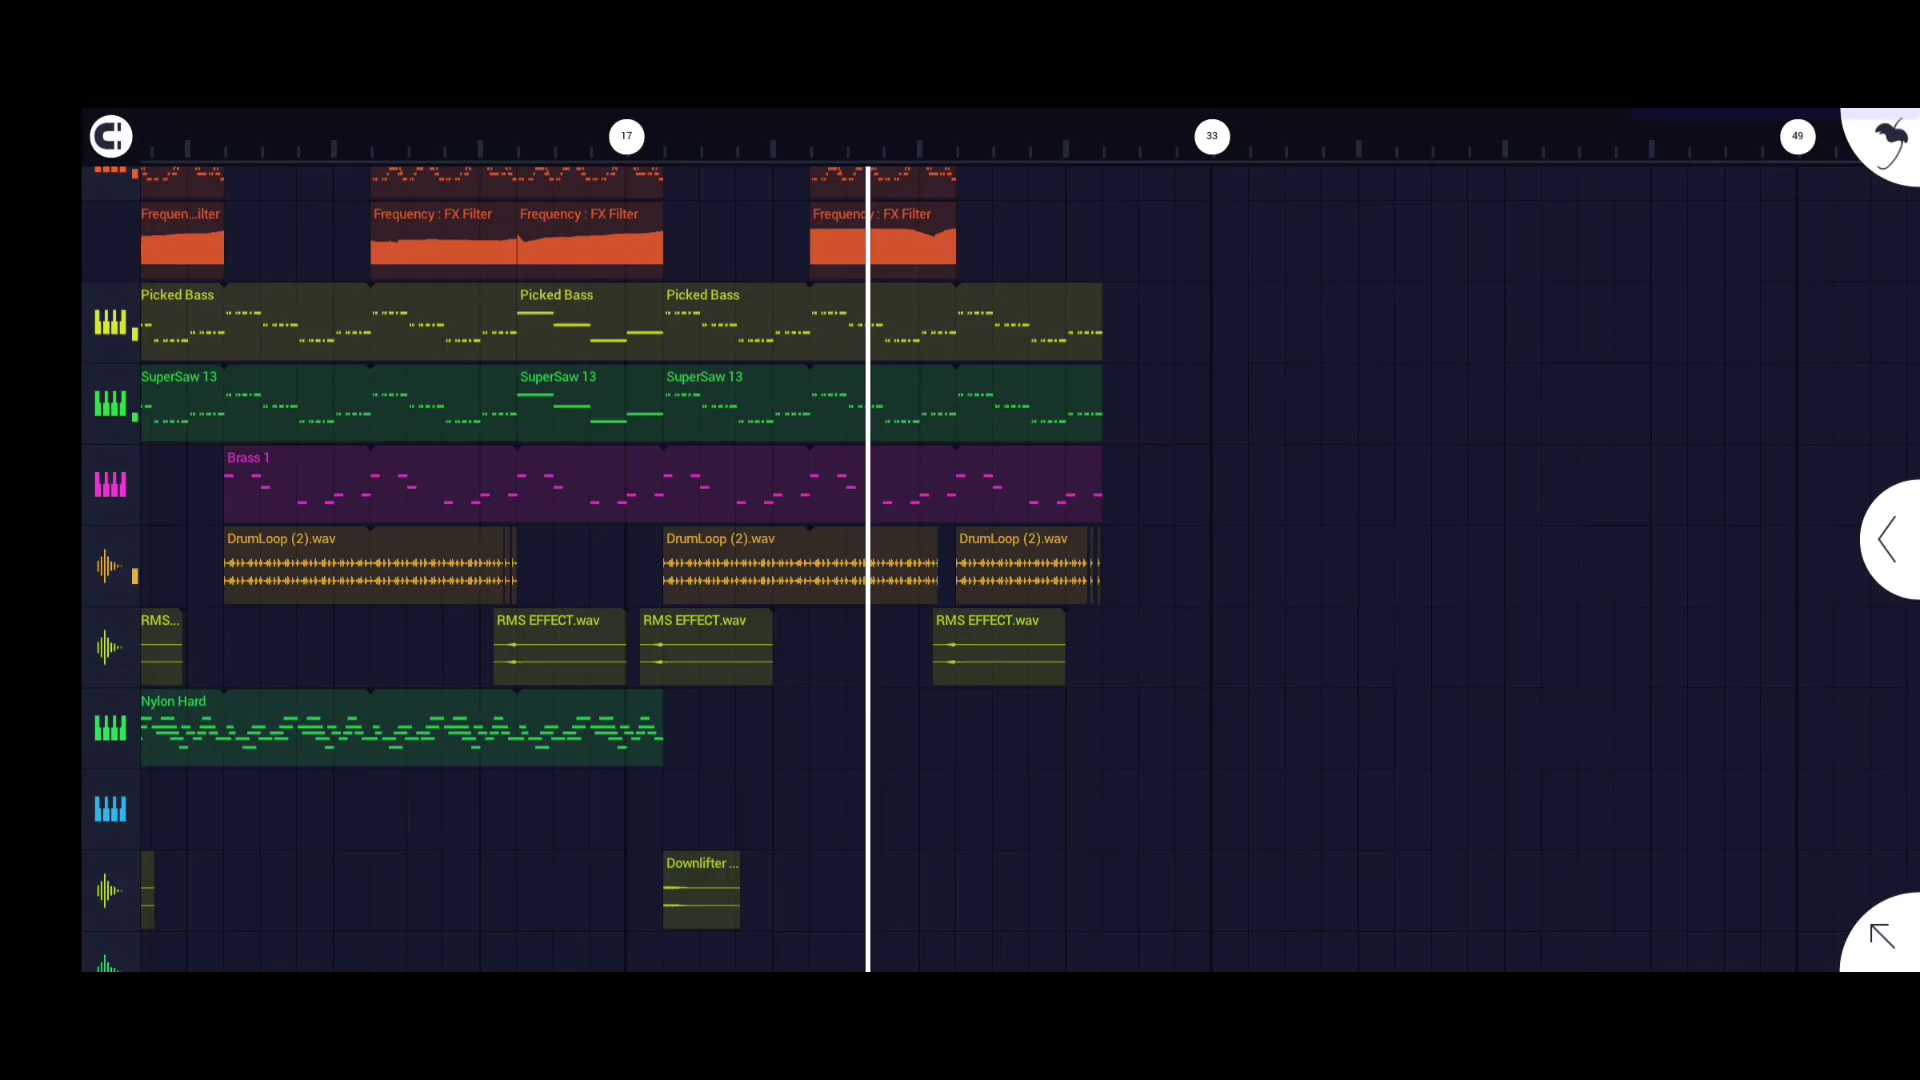 17 33 49
Frequen...ilter Frequency : FX Filter Frequency : FX Filter Frequency : FX Filter
Picked Bass Picked Bass Picked Bass
SuperSaw 13 SuperSaw 13 SuperSaw 13
Brass 1
DrumLoop (2).wav DrumLoop (2).wav DrumLoop (2).wav
RMS... RMS EFFECT.wav RMS EFFECT.wav RMS EFFECT.wav
Nylon Hard
Downlifter ...